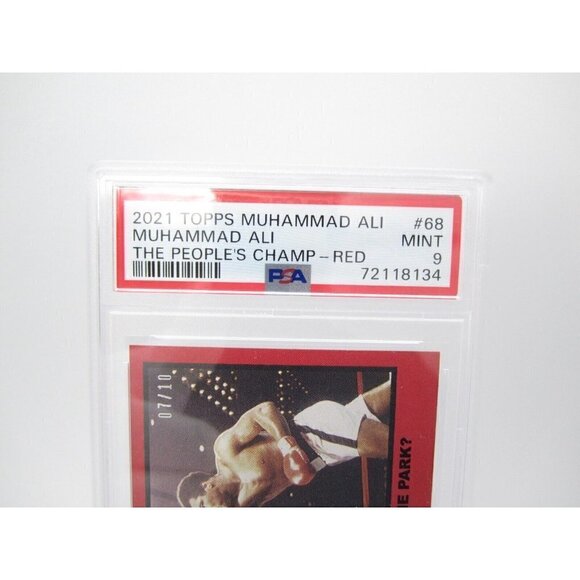 2021 TOPPS MUHAMMAD ALI #68
MUHAMMAD ALI MINT
THE PEOPLE'S CHAMP - RED 9
PSA 72118134
07/10
PARK?